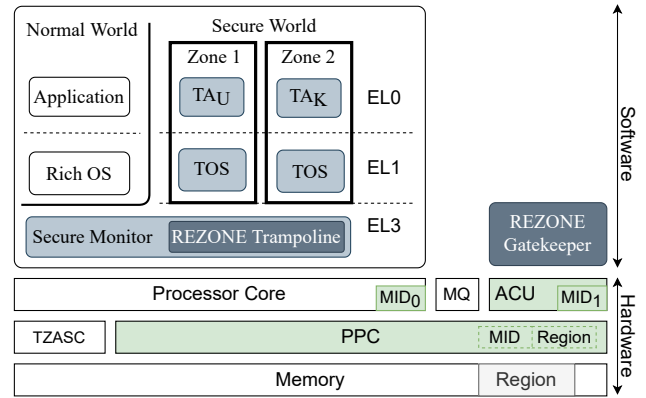 Normal World
Secure World
Zone 1
Zone 2
Application
TAU
TAK
EL0
Rich OS
TOS
TOS
EL1
Secure Monitor
REZONE Trampoline
EL3
REZONE
Gatekeeper
Software
Processor Core
MID0
MQ
ACU
MID1
TZASC
PPC
MID
Region
Memory
Region
Hardware